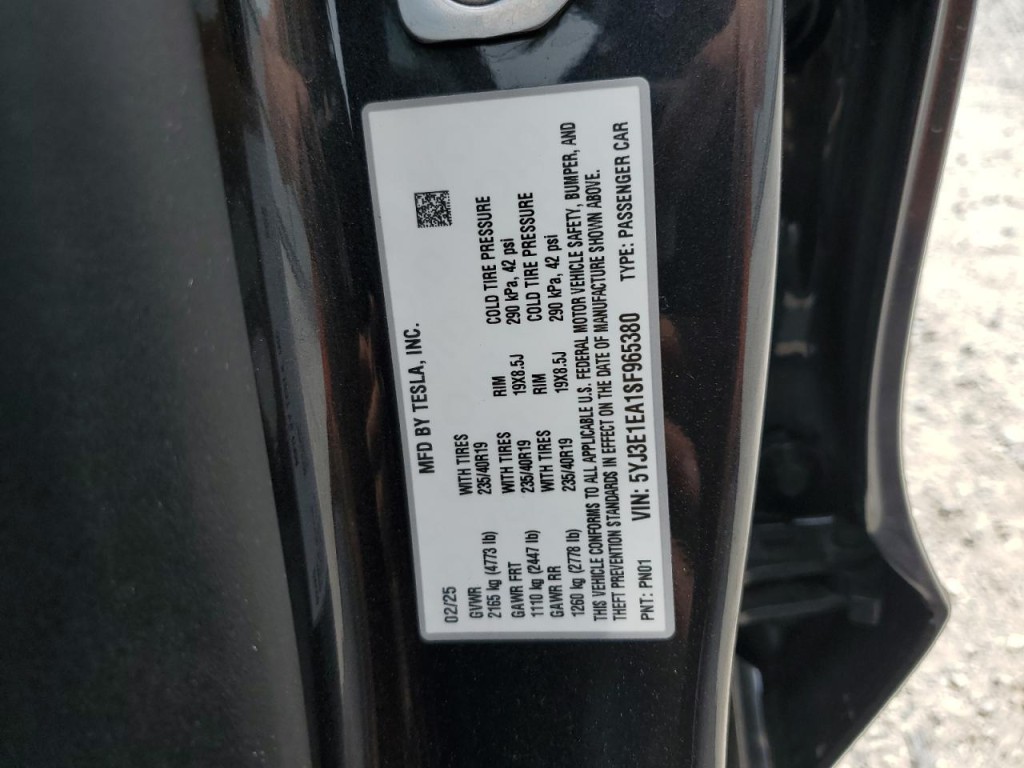 MFD BY TESLA, INC.
02/25
GVWR WITH TIRES RIM COLD TIRE PRESSURE
2165 kg (4773 lb) 235/40R19 19X8.5J 290 kPa, 42 psi
GAWR FRT WITH TIRES RIM COLD TIRE PRESSURE
1110 kg (2447 lb) 235/40R19 19X8.5J 290 kPa, 42 psi
GAWR RR WITH TIRES
1260 kg (2778 lb) 235/40R19
THIS VEHICLE CONFORMS TO ALL APPLICABLE U.S. FEDERAL MOTOR VEHICLE SAFETY, BUMPER, AND
THEFT PREVENTION STANDARDS IN EFFECT ON THE DATE OF MANUFACTURE SHOWN ABOVE.
PNT: PN01 VIN: 5YJ3E1EA1SF965380 TYPE: PASSENGER CAR